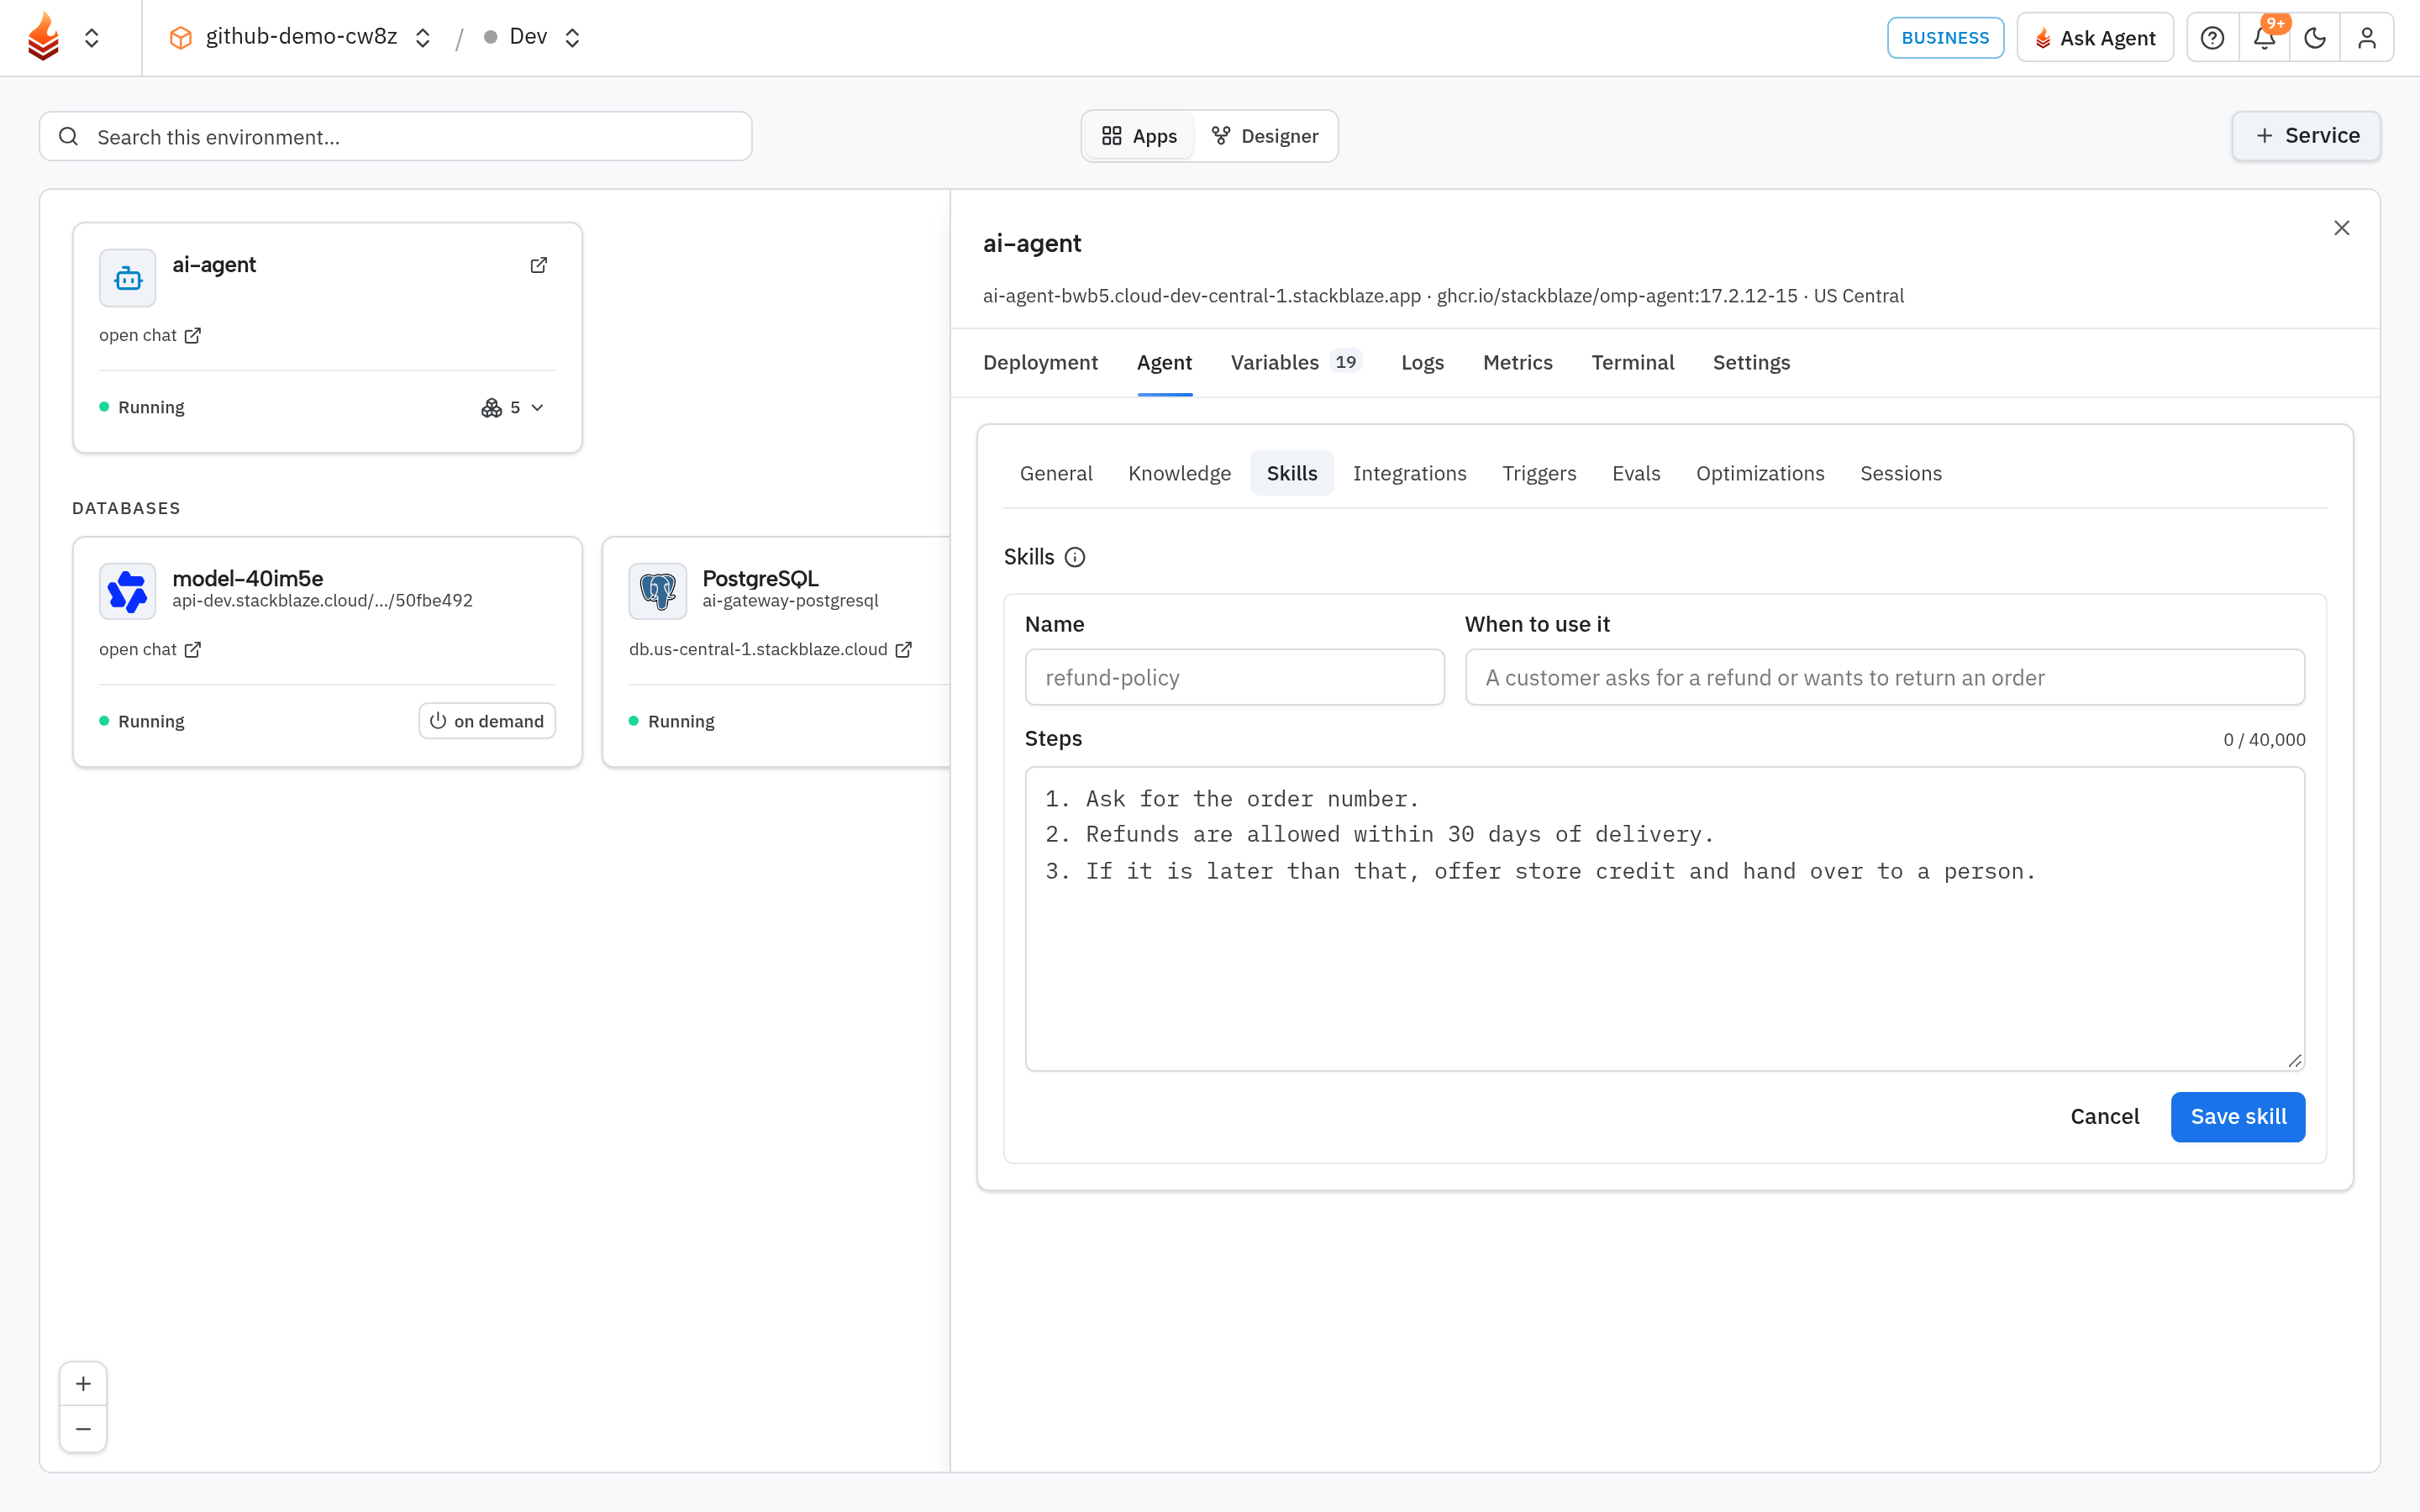 github-demo-cw8z / Dev
BUSINESS
Ask Agent
9+
Search this environment...
Apps
Designer
+ Service
ai-agent
open chat
Running
5
DATABASES
model-40im5e
api-dev.stackblaze.cloud/.../50fbe492
open chat
Running
on demand
PostgreSQL
ai-gateway-postgresql
db.us-central-1.stackblaze.cloud
Running
ai-agent
ai-agent-bwb5.cloud-dev-central-1.stackblaze.app · ghcr.io/stackblaze/omp-agent:17.2.12-15 · US Central
Deployment Agent Variables 19 Logs Metrics Terminal Settings
General Knowledge Skills Integrations Triggers Evals Optimizations Sessions
Skills
Name
When to use it
refund-policy
A customer asks for a refund or wants to return an order
Steps
0 / 40,000
1. Ask for the order number.
2. Refunds are allowed within 30 days of delivery.
3. If it is later than that, offer store credit and hand over to a person.
Cancel
Save skill